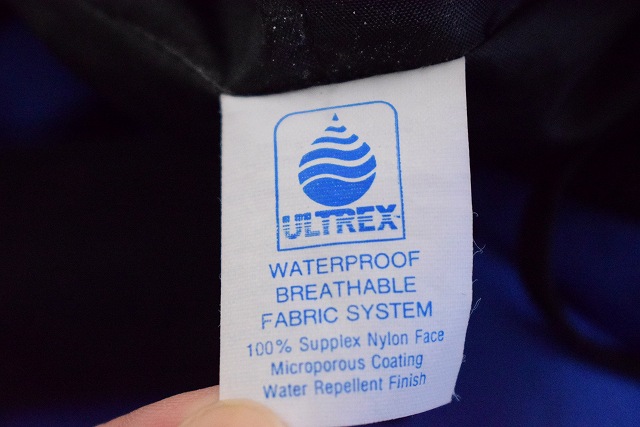 ULTREX
WATERPROOF
BREATHABLE
FABRIC SYSTEM
100% Supplex Nylon Face
Microporous Coating
Water Repellent Finish